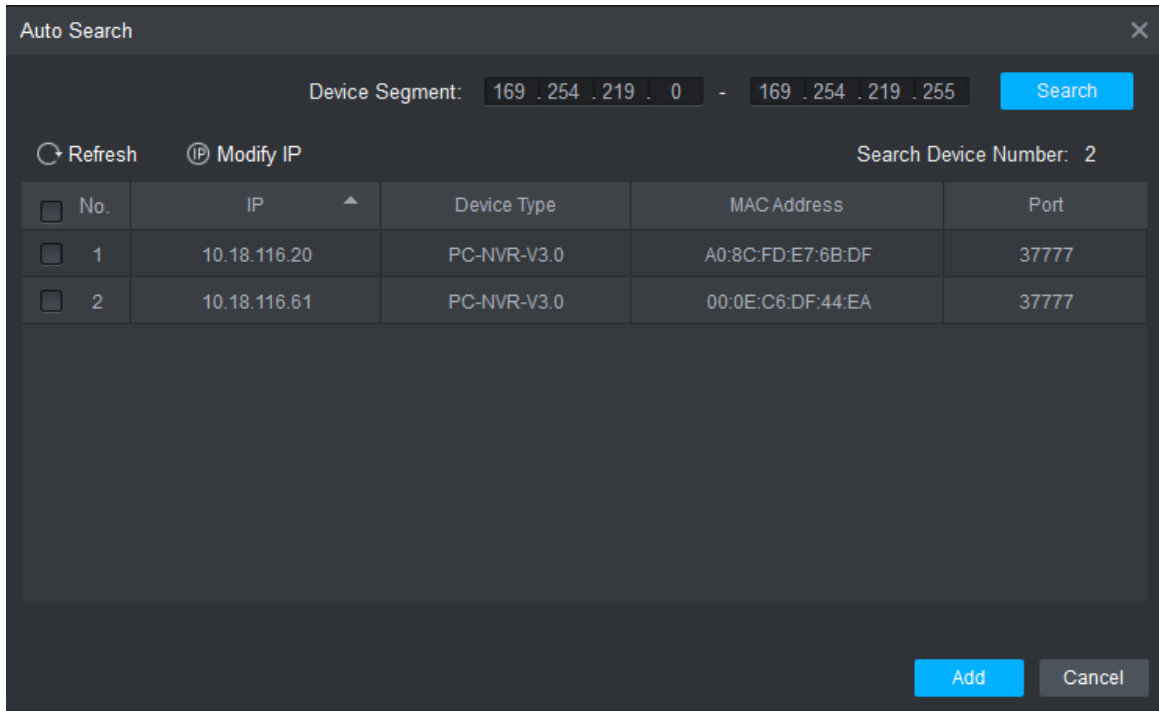 Auto Search
Device Segment: 169 . 254 . 219 . 0 - 169 . 254 . 219 . 255 Search
Refresh IP Modify IP Search Device Number: 2
No. IP Device Type MAC Address Port
1 10.18.116.20 PC-NVR-V3.0 A0:8C:FD:E7:6B:DF 37777
2 10.18.116.61 PC-NVR-V3.0 00:0E:C6:DF:44:EA 37777
Add Cancel